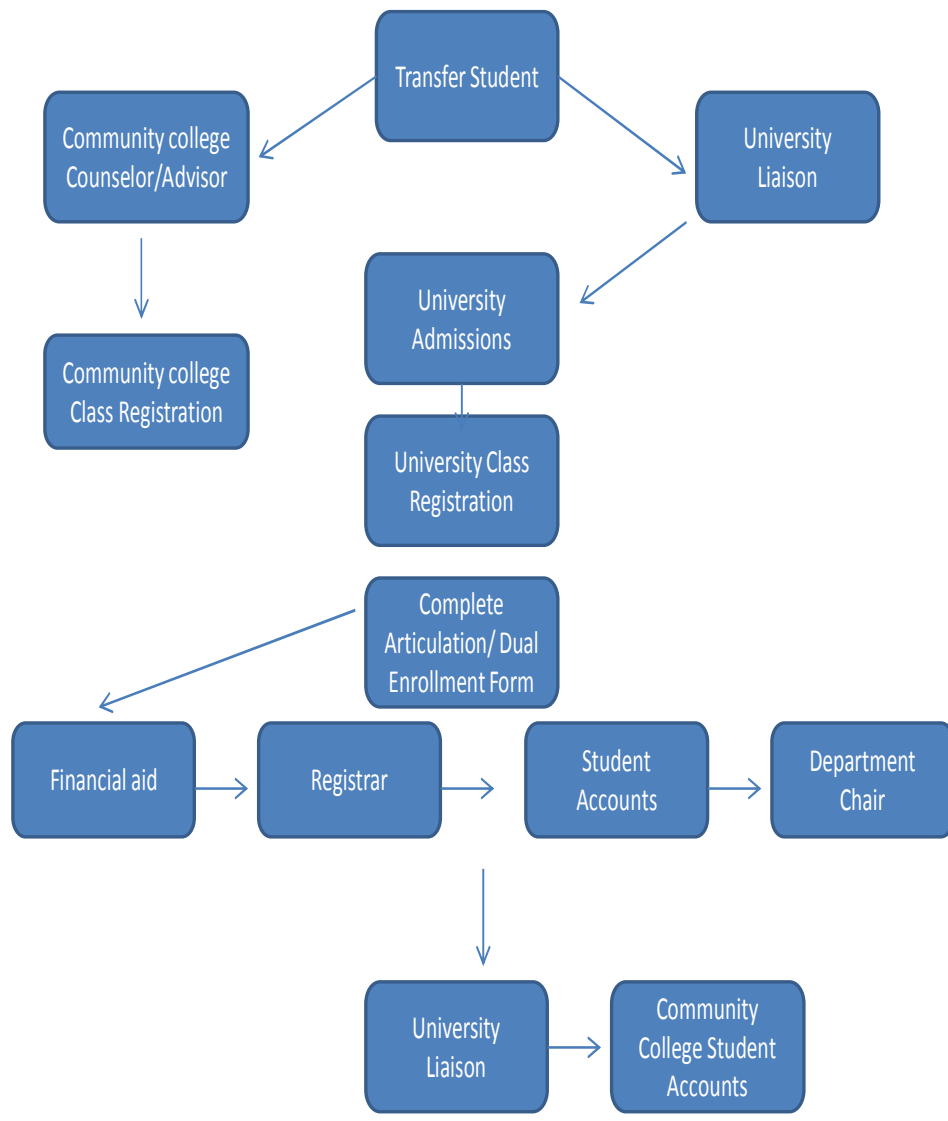 Transfer Student
Community college
Counselor/Advisor
University
Liaison
University
Admissions
Community college
Class Registration
University Class
Registration
Complete
Articulation/ Dual
Enrollment Form
Financial aid
Registrar
Student
Accounts
Department
Chair
University
Liaison
Community
College Student
Accounts